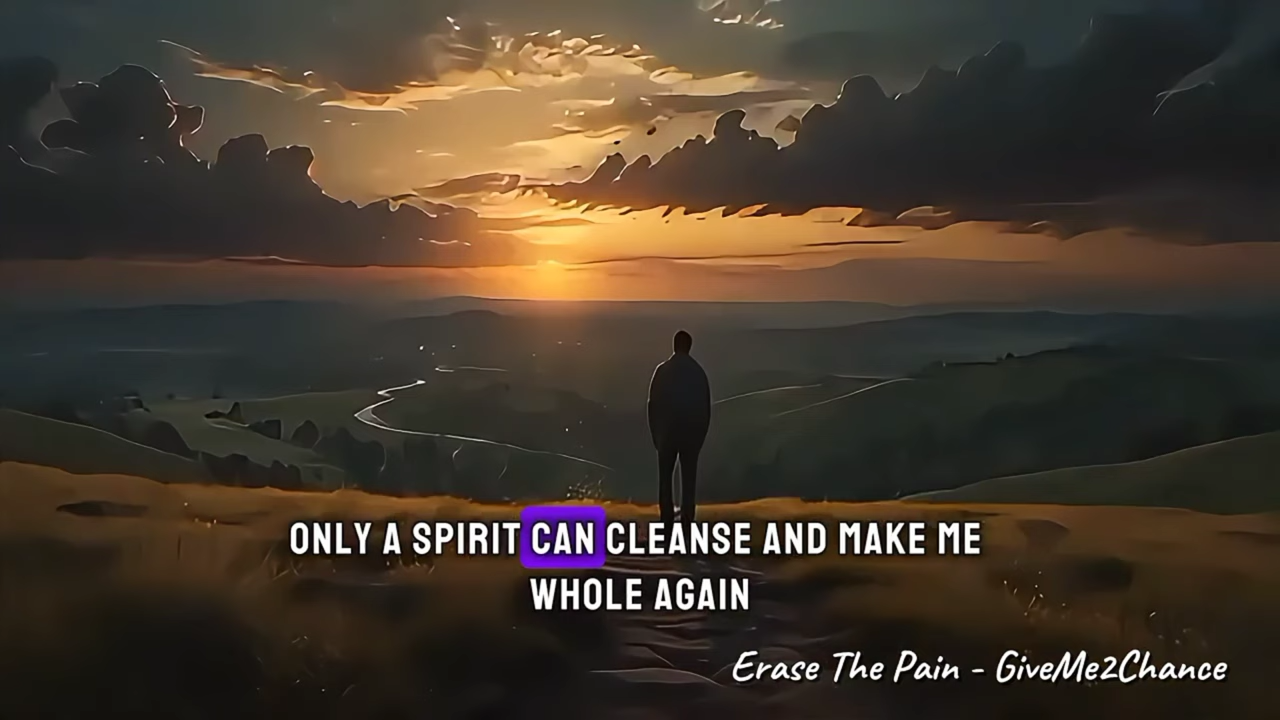 ONLY A SPIRIT CAN CLEANSE AND MAKE ME
WHOLE AGAIN
Erase The Pain - GiveMe2Chance